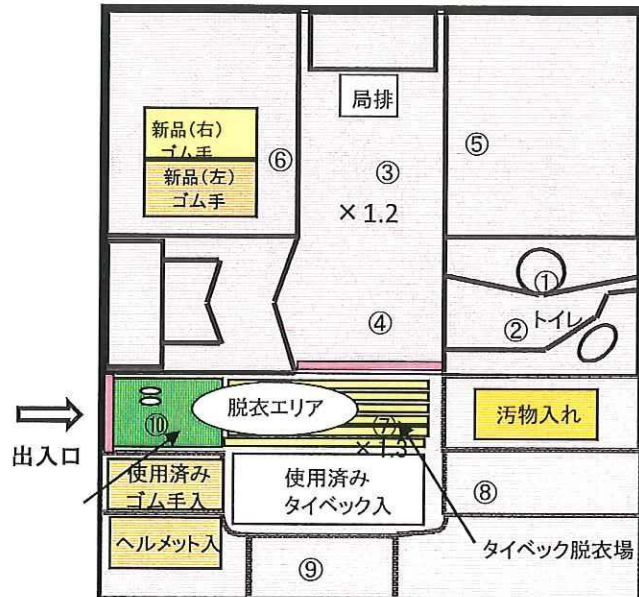 局排
新品(右)
ゴム手
新品(左)
ゴム手
⑥
③
⑤
×1.2
①
④
②
トイレ
出入口
⑩
脱衣エリア
⑦
×1.3
汚物入れ
使用済み
ゴム手入
使用済み
タイベック入
⑧
ヘルメット入
⑨
タイベック脱衣場